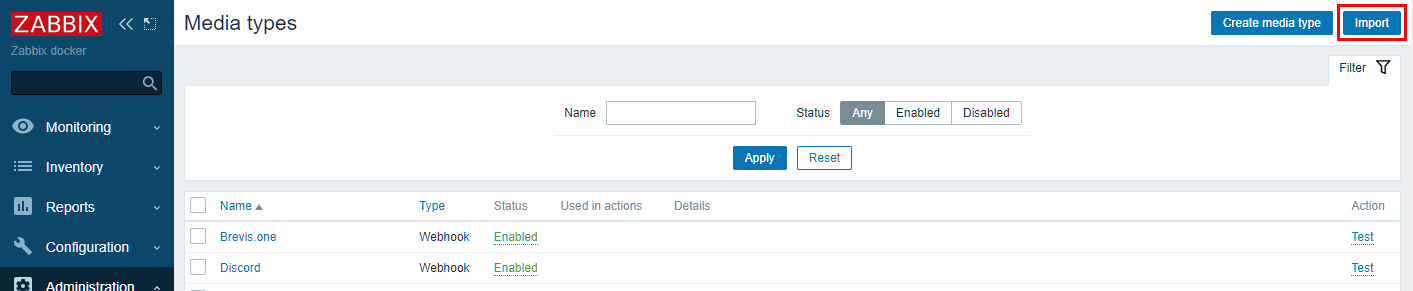 ZABBIX
Zabbix docker
Monitoring
Inventory
Reports
Configuration
Administration
Media types
Create media type Import
Filter
Name Status Any Enabled Disabled
Apply Reset
Name Type Status Used in actions Details Action
Brevis.one Webhook Enabled Test
Discord Webhook Enabled Test